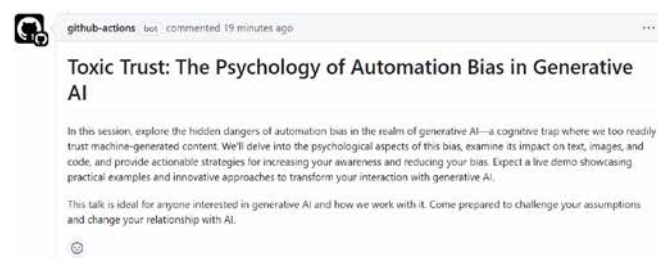 github-actions bot commented 19 minutes ago ...
Toxic Trust: The Psychology of Automation Bias in Generative
AI
In this session, explore the hidden dangers of automation bias in the realm of generative AI—a cognitive trap where we too readily
trust machine-generated content. We'll delve into the psychological aspects of this bias, examine its impact on text, images, and
code, and provide actionable strategies for increasing your awareness and reducing your bias. Expect a live demo showcasing
practical examples and innovative approaches to transform your interaction with generative AI.
This talk is ideal for anyone interested in generative AI and how we work with it. Come prepared to challenge your assumptions
and change your relationship with AI.